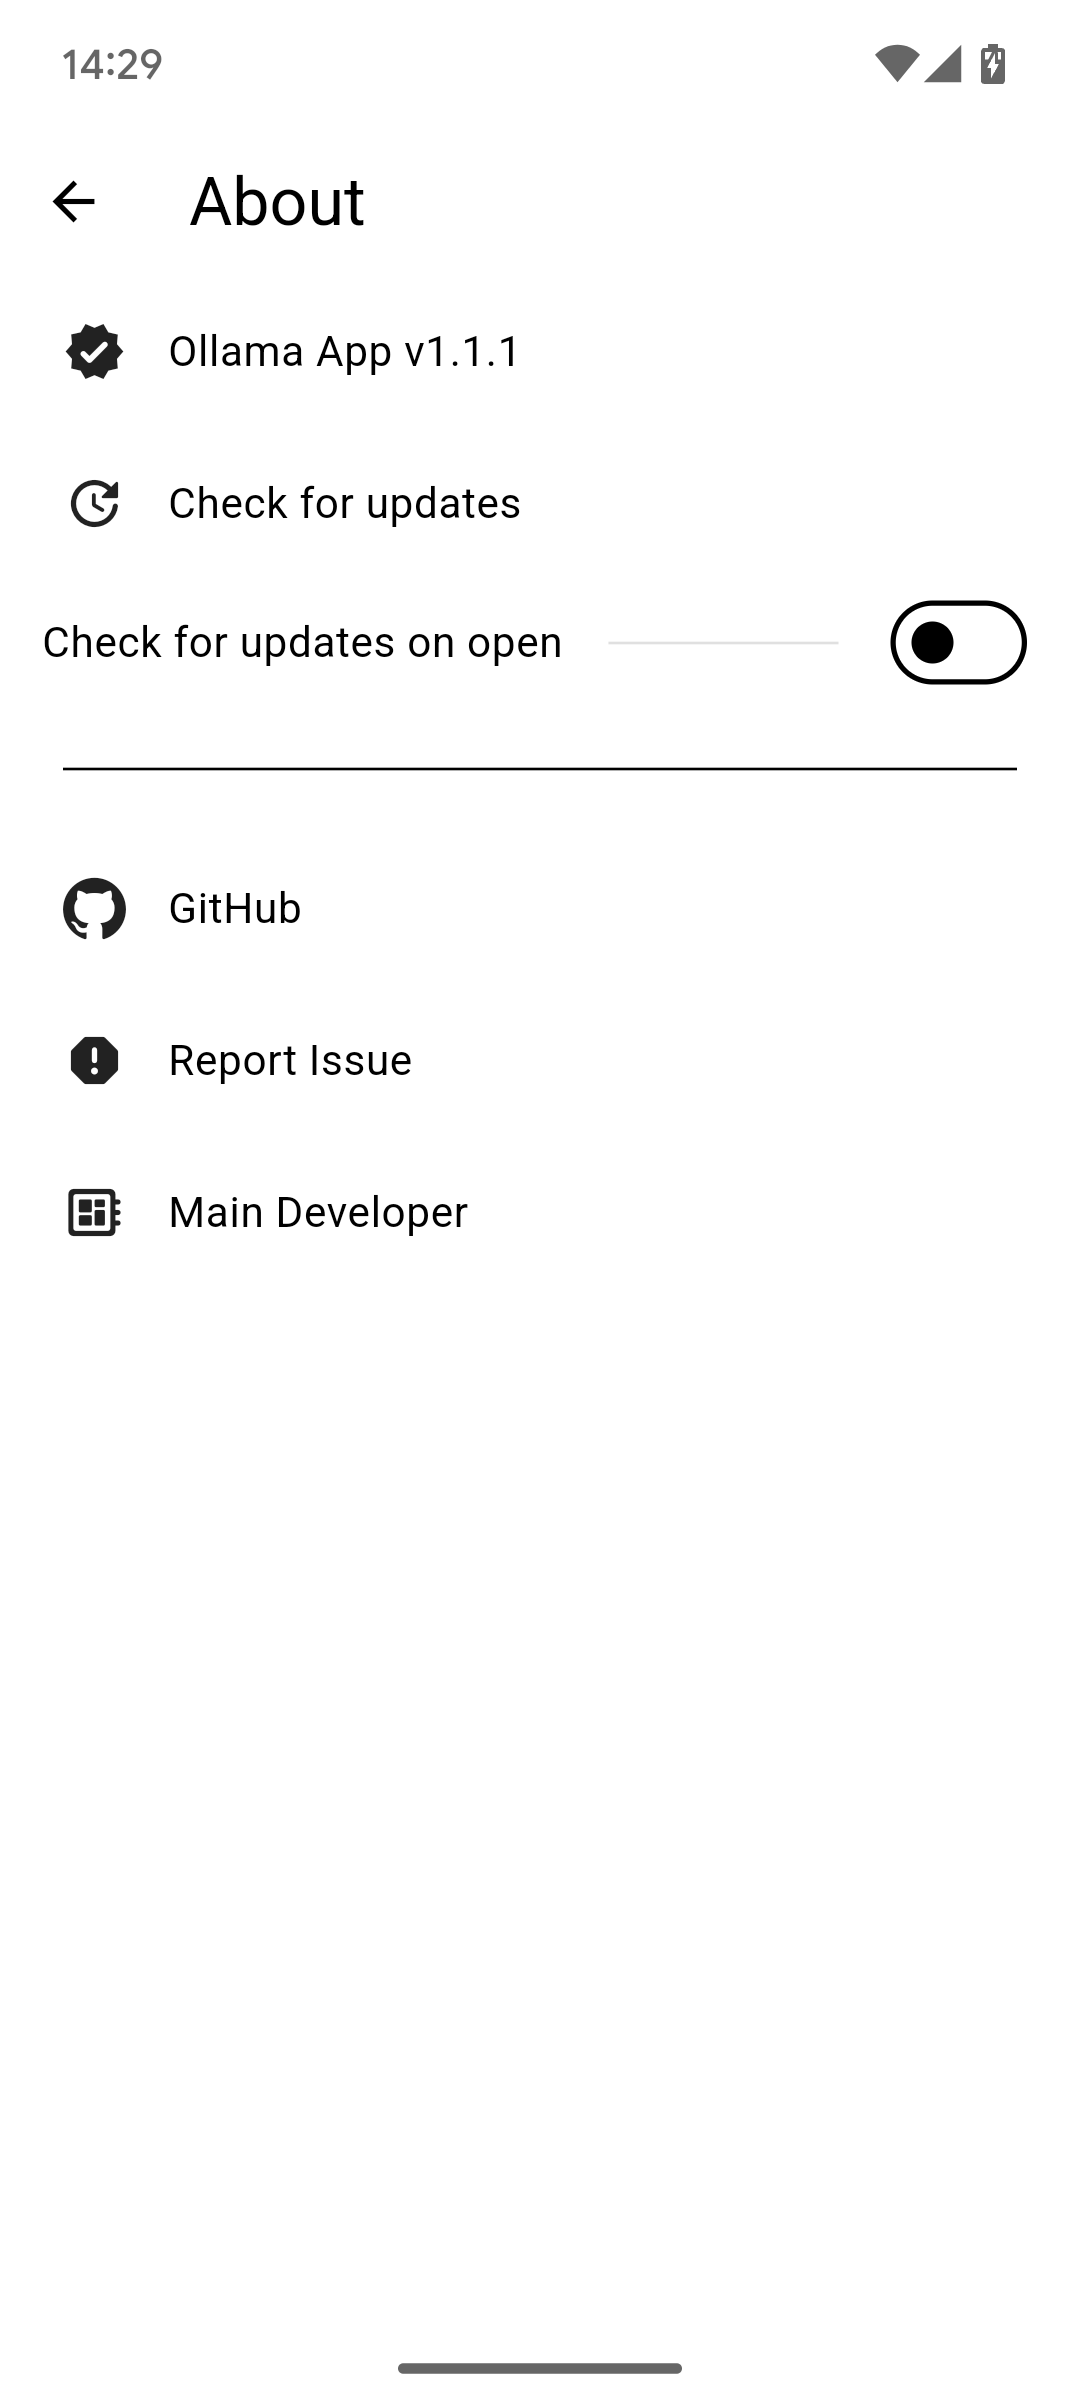 14:29
About
Ollama App v1.1.1
Check for updates
Check for updates on open
GitHub
Report Issue
Main Developer